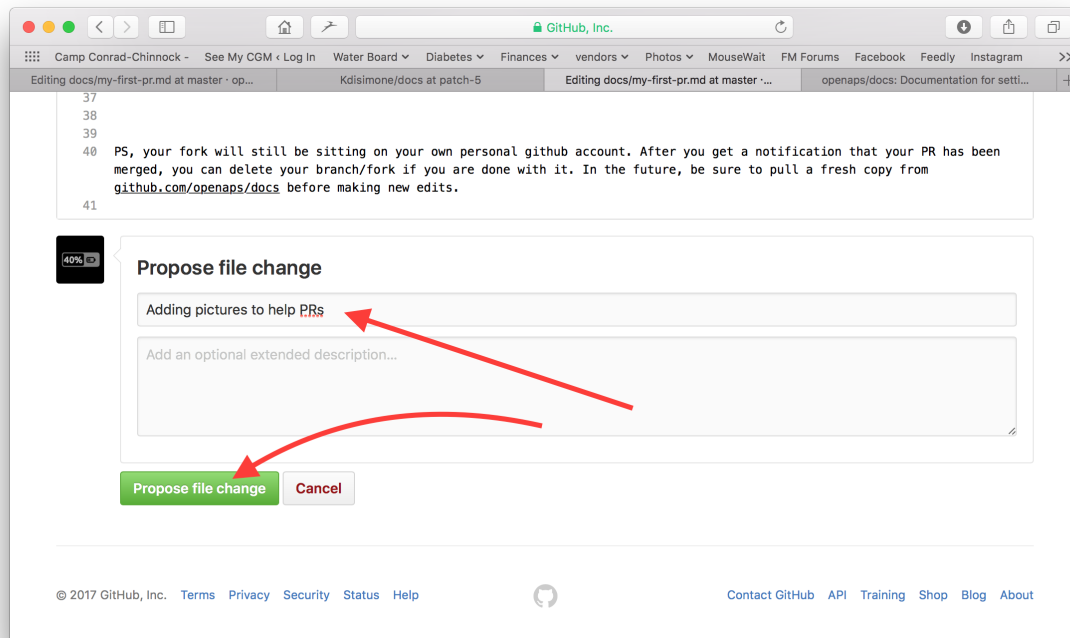 GitHub, Inc.
Camp Conrad-Chinnock - See My CGM ‹ Log In Water Board Diabetes Finances vendors Photos MouseWait FM Forums Facebook Feedly Instagram >>
Editing docs/my-first-pr.md at master · op... Kdisimone/docs at patch-5 Editing docs/my-first-pr.md at master ·... openaps/docs: Documentation for setti... +
37
38
39
40 PS, your fork will still be sitting on your own personal github account. After you get a notification that your PR has been
merged, you can delete your branch/fork if you are done with it. In the future, be sure to pull a fresh copy from
github.com/openaps/docs before making new edits.
41
40%
Propose file change
Adding pictures to help PRs
Add an optional extended description...
Propose file change Cancel
© 2017 GitHub, Inc. Terms Privacy Security Status Help Contact GitHub API Training Shop Blog About